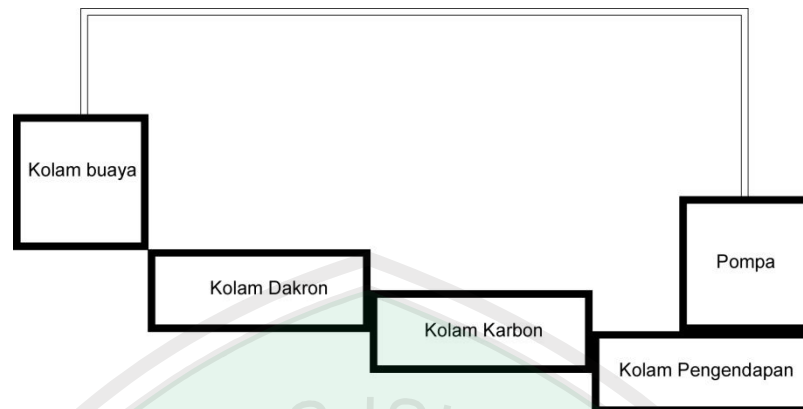 Kolam buaya
Kolam Dakron
Kolam Karbon
Pompa
Kolam Pengendapan